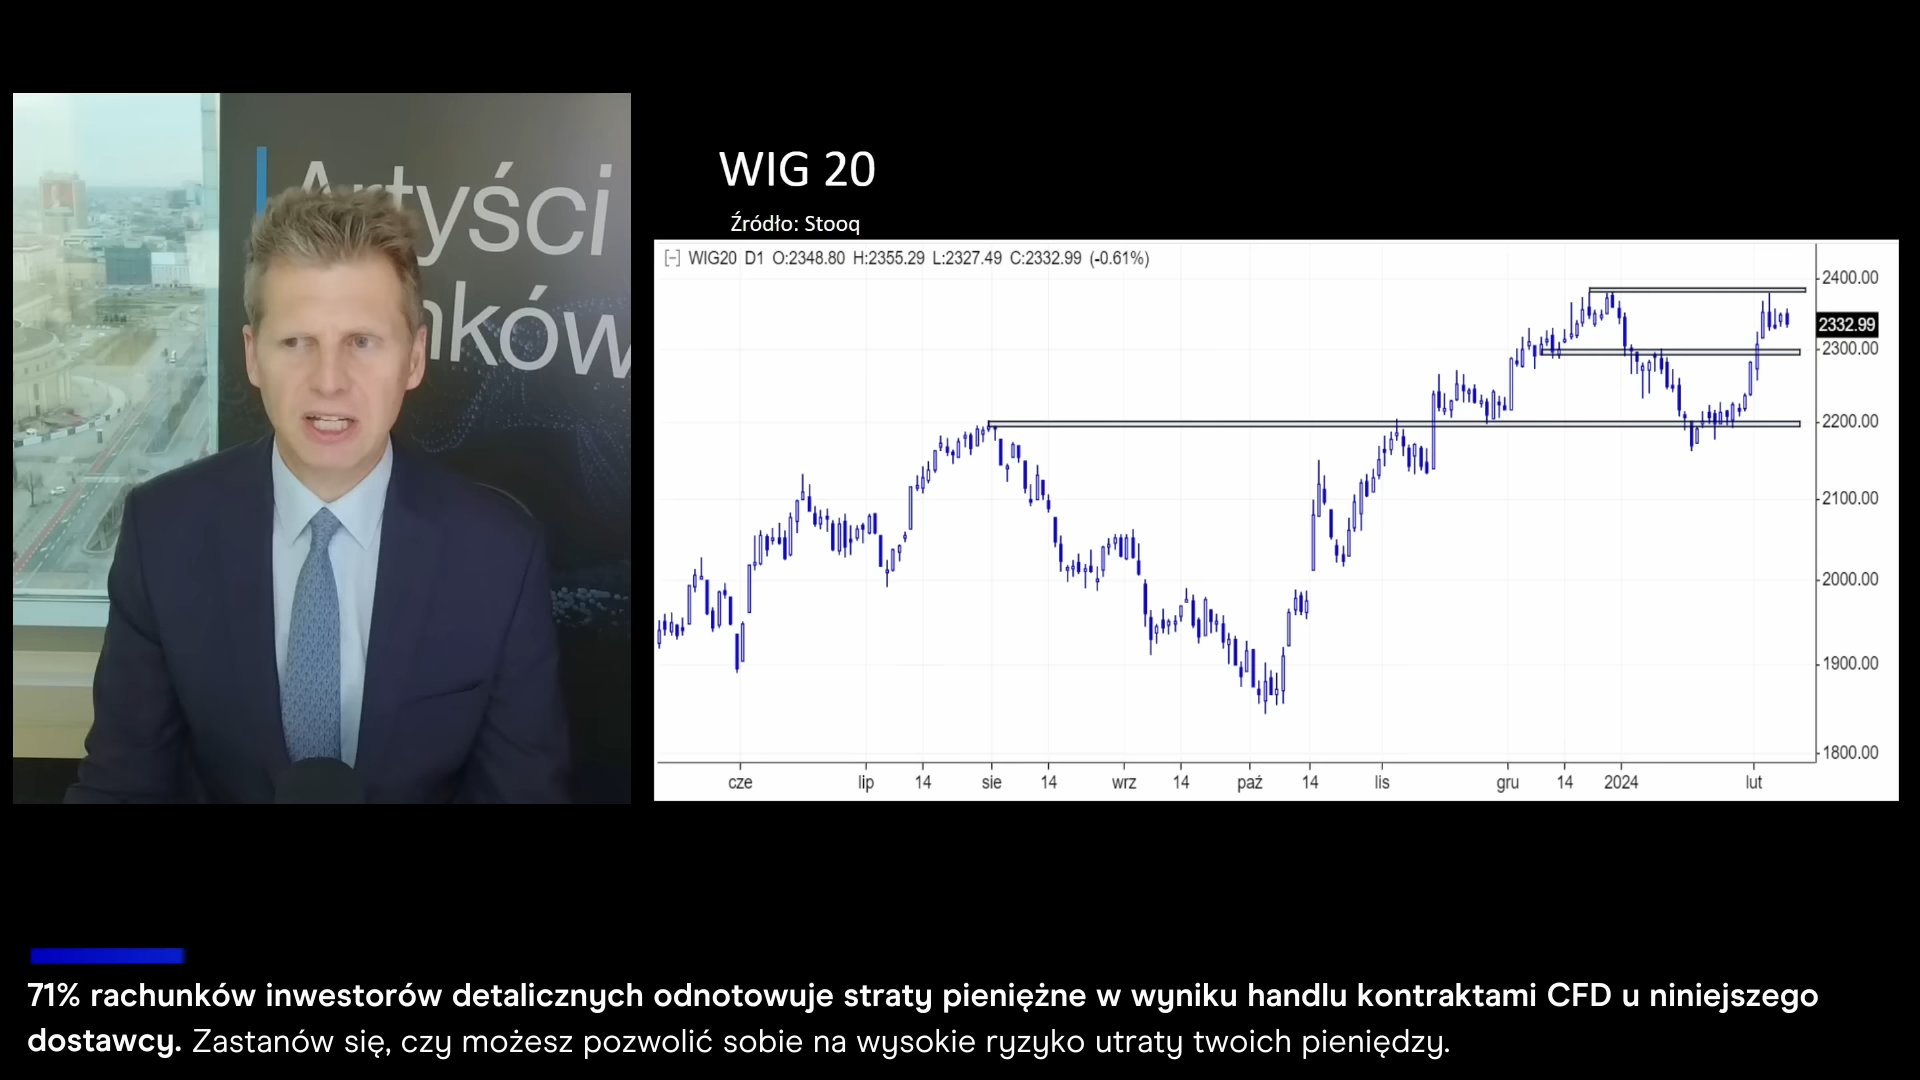 Artyści
nków
WIG 20
Źródło: Stooq
[-] WIG20 D1 O:2348.80 H:2355.29 L:2327.49 C:2332.99 (-0.61%)
2400.00
2332.99
2300.00
2200.00
2100.00
2000.00
1900.00
1800.00
cze lip 14 sie 14 wrz 14 paź 14 lis gru 14 2024 lut
71% rachunków inwestorów detalicznych odnotowuje straty pieniężne w wyniku handlu kontraktami CFD u niniejszego
dostawcy. Zastanów się, czy możesz pozwolić sobie na wysokie ryzyko utraty twoich pieniędzy.